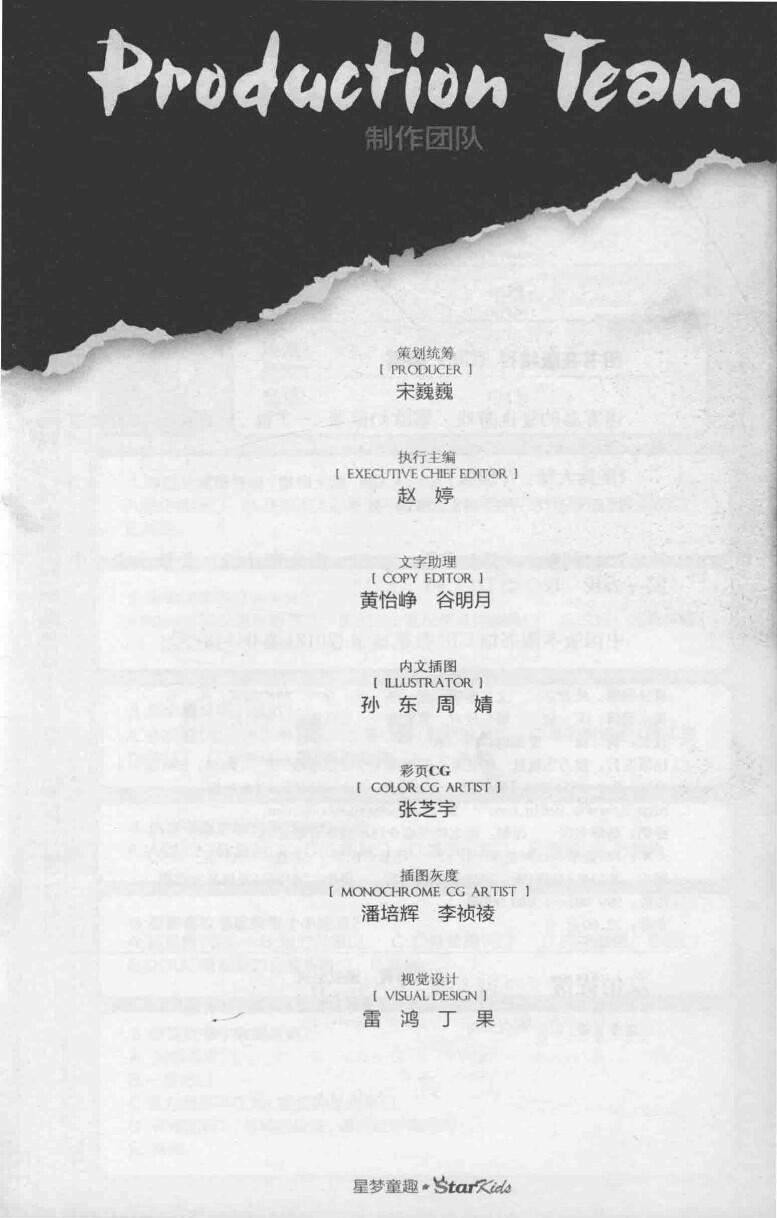 Production Team
制作团队
策划统筹
[ PRODUCER ]
宋巍巍
执行主编
[ EXECUTIVE CHIEF EDITOR ]
赵 婷
文字助理
[ COPY EDITOR ]
黄怡峥 谷明月
内文插图
[ ILLUSTRATOR ]
孙 东 周 婧
彩页CG
[ COLOR CG ARTIST ]
张芝宇
插图灰度
[ MONOCHROME CG ARTIST ]
潘培辉 李祯祾
视觉设计
[ VISUAL DESIGN ]
雷 鸿 丁 果
星梦童趣 StarKids